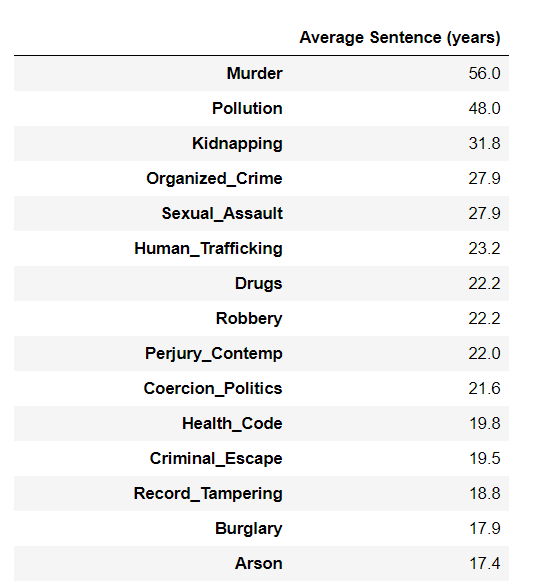 Average Sentence (years)
Murder 56.0
Pollution 48.0
Kidnapping 31.8
Organized_Crime 27.9
Sexual_Assault 27.9
Human_Trafficking 23.2
Drugs 22.2
Robbery 22.2
Perjury_Contemp 22.0
Coercion_Politics 21.6
Health_Code 19.8
Criminal_Escape 19.5
Record_Tampering 18.8
Burglary 17.9
Arson 17.4